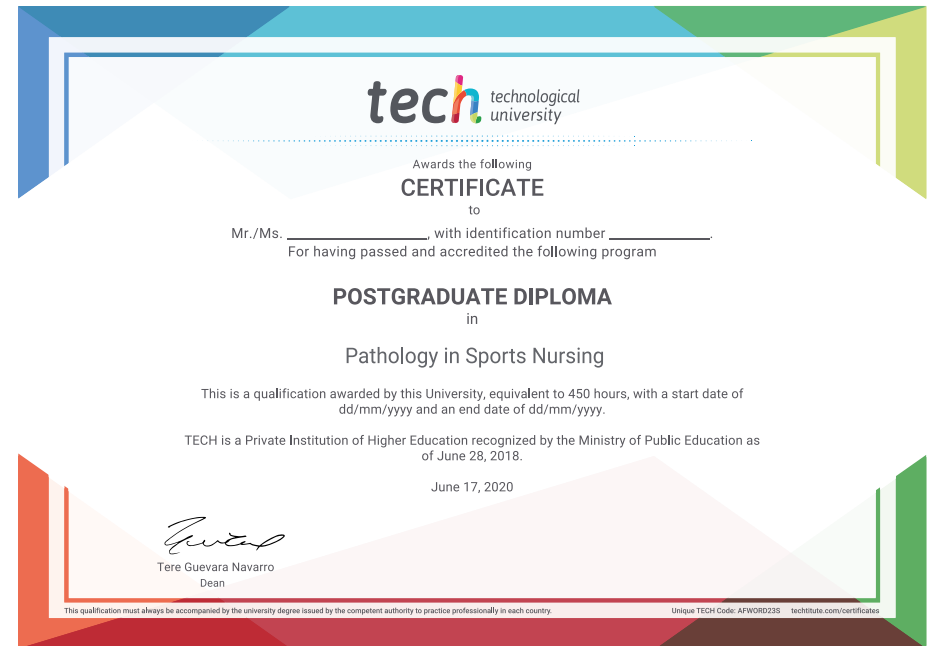 tech technological
university
Awards the following
CERTIFICATE
to
Mr./Ms. ____________________, with identification number ______________.
For having passed and accredited the following program
POSTGRADUATE DIPLOMA
in
Pathology in Sports Nursing
This is a qualification awarded by this University, equivalent to 450 hours, with a start date of
dd/mm/yyyy and an end date of dd/mm/yyyy.
TECH is a Private Institution of Higher Education recognized by the Ministry of Public Education as
of June 28, 2018.
June 17, 2020
Tere Guevara Navarro
Dean
This qualification must always be accompanied by the university degree issued by the competent authority to practice professionally in each country.
Unique TECH Code: AFWORD23S techtitute.com/certificates